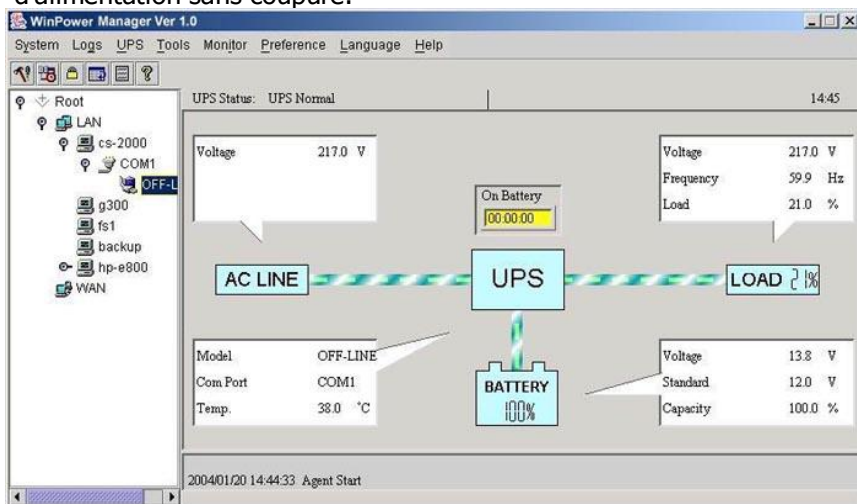 d'alimentation sans coupure.
WinPower Manager Ver 1.0
System Logs UPS Tools Monitor Preference Language Help
Root
LAN
cs-2000
COM1
OFF-L
g300
fs1
backup
hp-e800
WAN
UPS Status: UPS Normal 14:45
Voltage 217.0 V
On Battery
00:00:00
Voltage 217.0 V
Frequency 59.9 Hz
Load 21.0 %
AC LINE
UPS
LOAD 21%
Model OFF-LINE
Com Port COM1
Temp. 38.0 °C
BATTERY
100%
Voltage 13.8 V
Standard 12.0 V
Capacity 100.0 %
2004/01/20 14:44:33 Agent Start